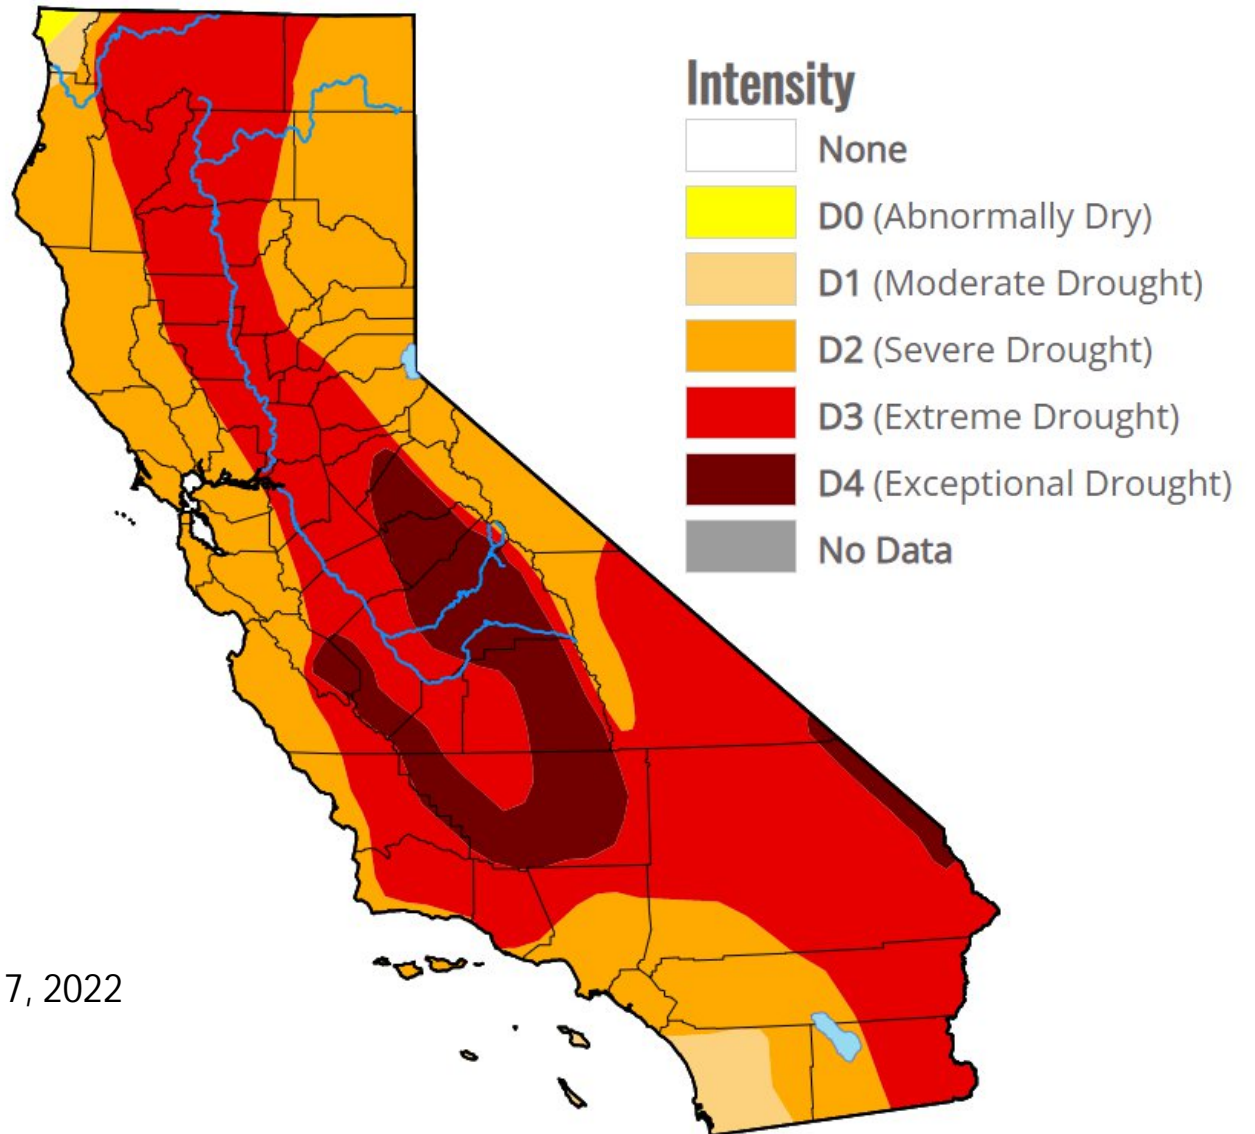 Intensity
None
D0 (Abnormally Dry)
D1 (Moderate Drought)
D2 (Severe Drought)
D3 (Extreme Drought)
D4 (Exceptional Drought)
No Data
7, 2022